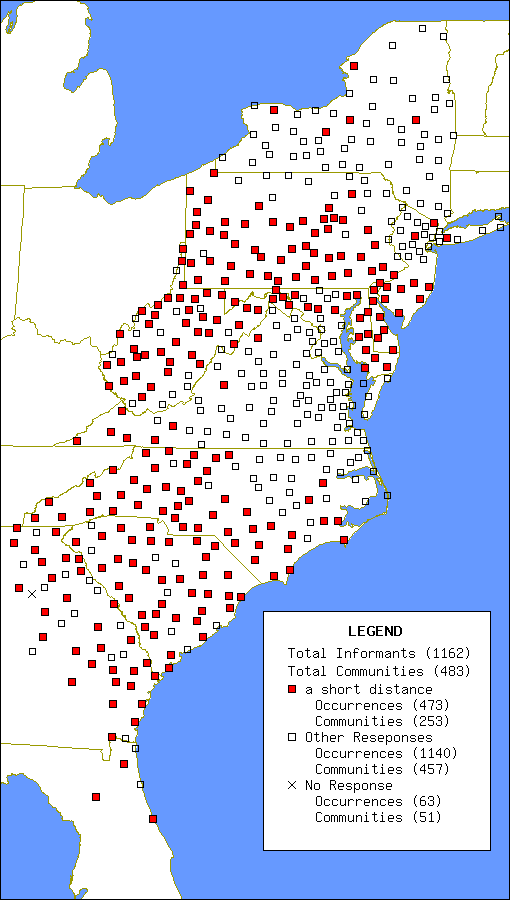 LEGEND
Total Informants (1162)
Total Communities (483)
a short distance
Occurrences (473)
Communities (253)
Other Reseponses
Occurrences (1140)
Communities (457)
No Response
Occurrences (63)
Communities (51)